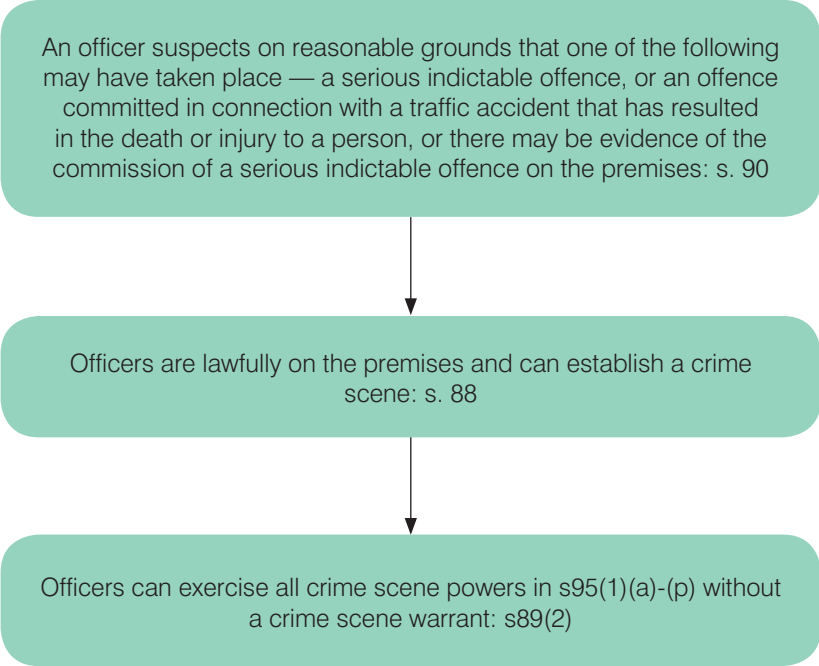 An officer suspects on reasonable grounds that one of the following
may have taken place — a serious indictable offence, or an offence
committed in connection with a traffic accident that has resulted
in the death or injury to a person, or there may be evidence of the
commission of a serious indictable offence on the premises: s. 90
Officers are lawfully on the premises and can establish a crime
scene: s. 88
Officers can exercise all crime scene powers in s95(1)(a)-(p) without
a crime scene warrant: s89(2)